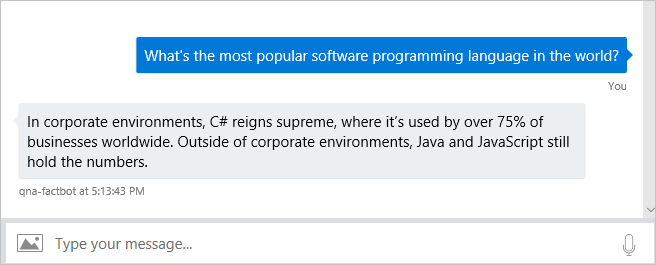 What's the most popular software programming language in the world?
You
In corporate environments, C# reigns supreme, where it’s used by over 75% of
businesses worldwide. Outside of corporate environments, Java and JavaScript still
hold the numbers.
qna-factbot at 5:13:43 PM
Type your message...